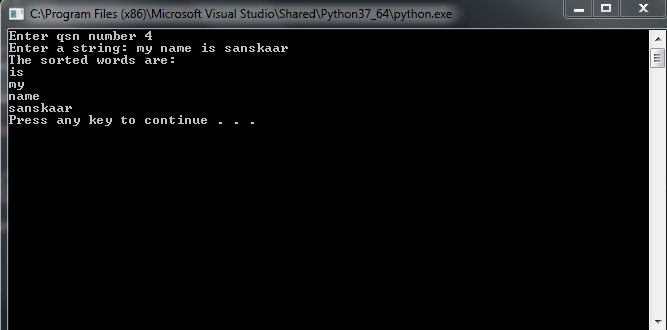 C:\Program Files (x86)\Microsoft Visual Studio\Shared\Python37_64\python.exe
Enter qsn number 4
Enter a string: my name is sanskaar
The sorted words are:
is
my
name
sanskaar
Press any key to continue . . .